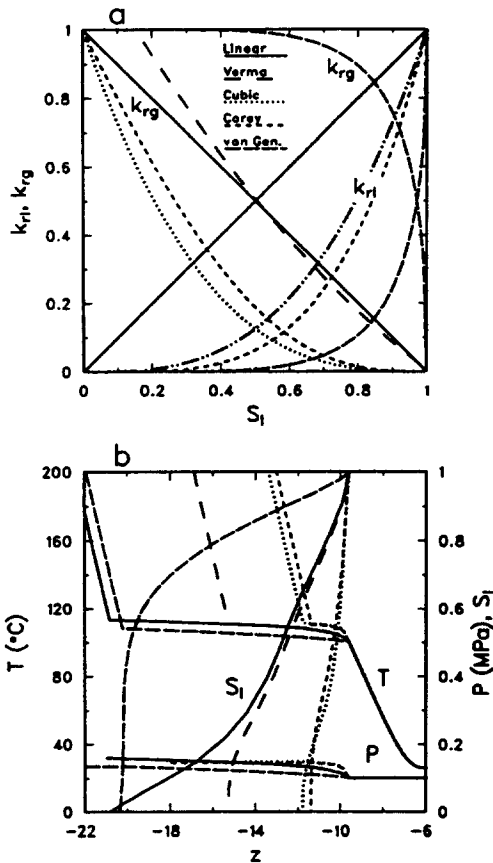 a
Linear
Verma
Cubic
Corey
van Gen.
k_rg
k_rg
k_rl
k_rl, k_rg
1
0.8
0.6
0.4
0.2
0
0
0.2
0.4
0.6
0.8
1
S_l
b
200
160
120
80
40
0
T (°C)
1
0.8
0.6
0.4
0.2
0
P (MPa), S_l
S_l
T
P
−22
−18
−14
−10
−6
z